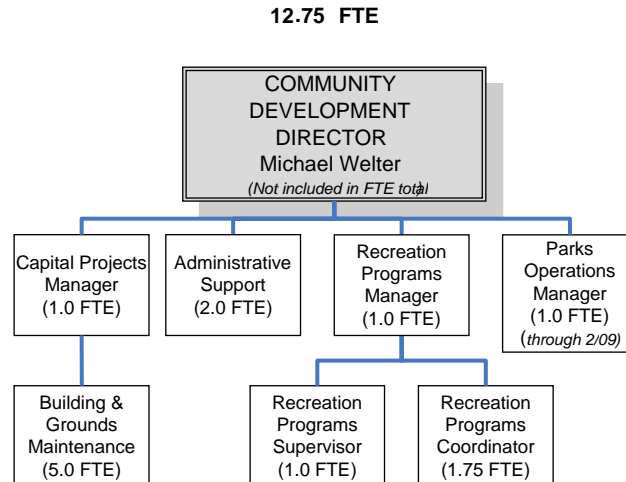 12.75 FTE
COMMUNITY
DEVELOPMENT
DIRECTOR
Michael Welter
(Not included in FTE total)
Capital Projects
Manager
(1.0 FTE)
Administrative
Support
(2.0 FTE)
Recreation
Programs
Manager
(1.0 FTE)
Parks
Operations
Manager
(1.0 FTE)
(through 2/09)
Building &
Grounds
Maintenance
(5.0 FTE)
Recreation
Programs
Supervisor
(1.0 FTE)
Recreation
Programs
Coordinator
(1.75 FTE)